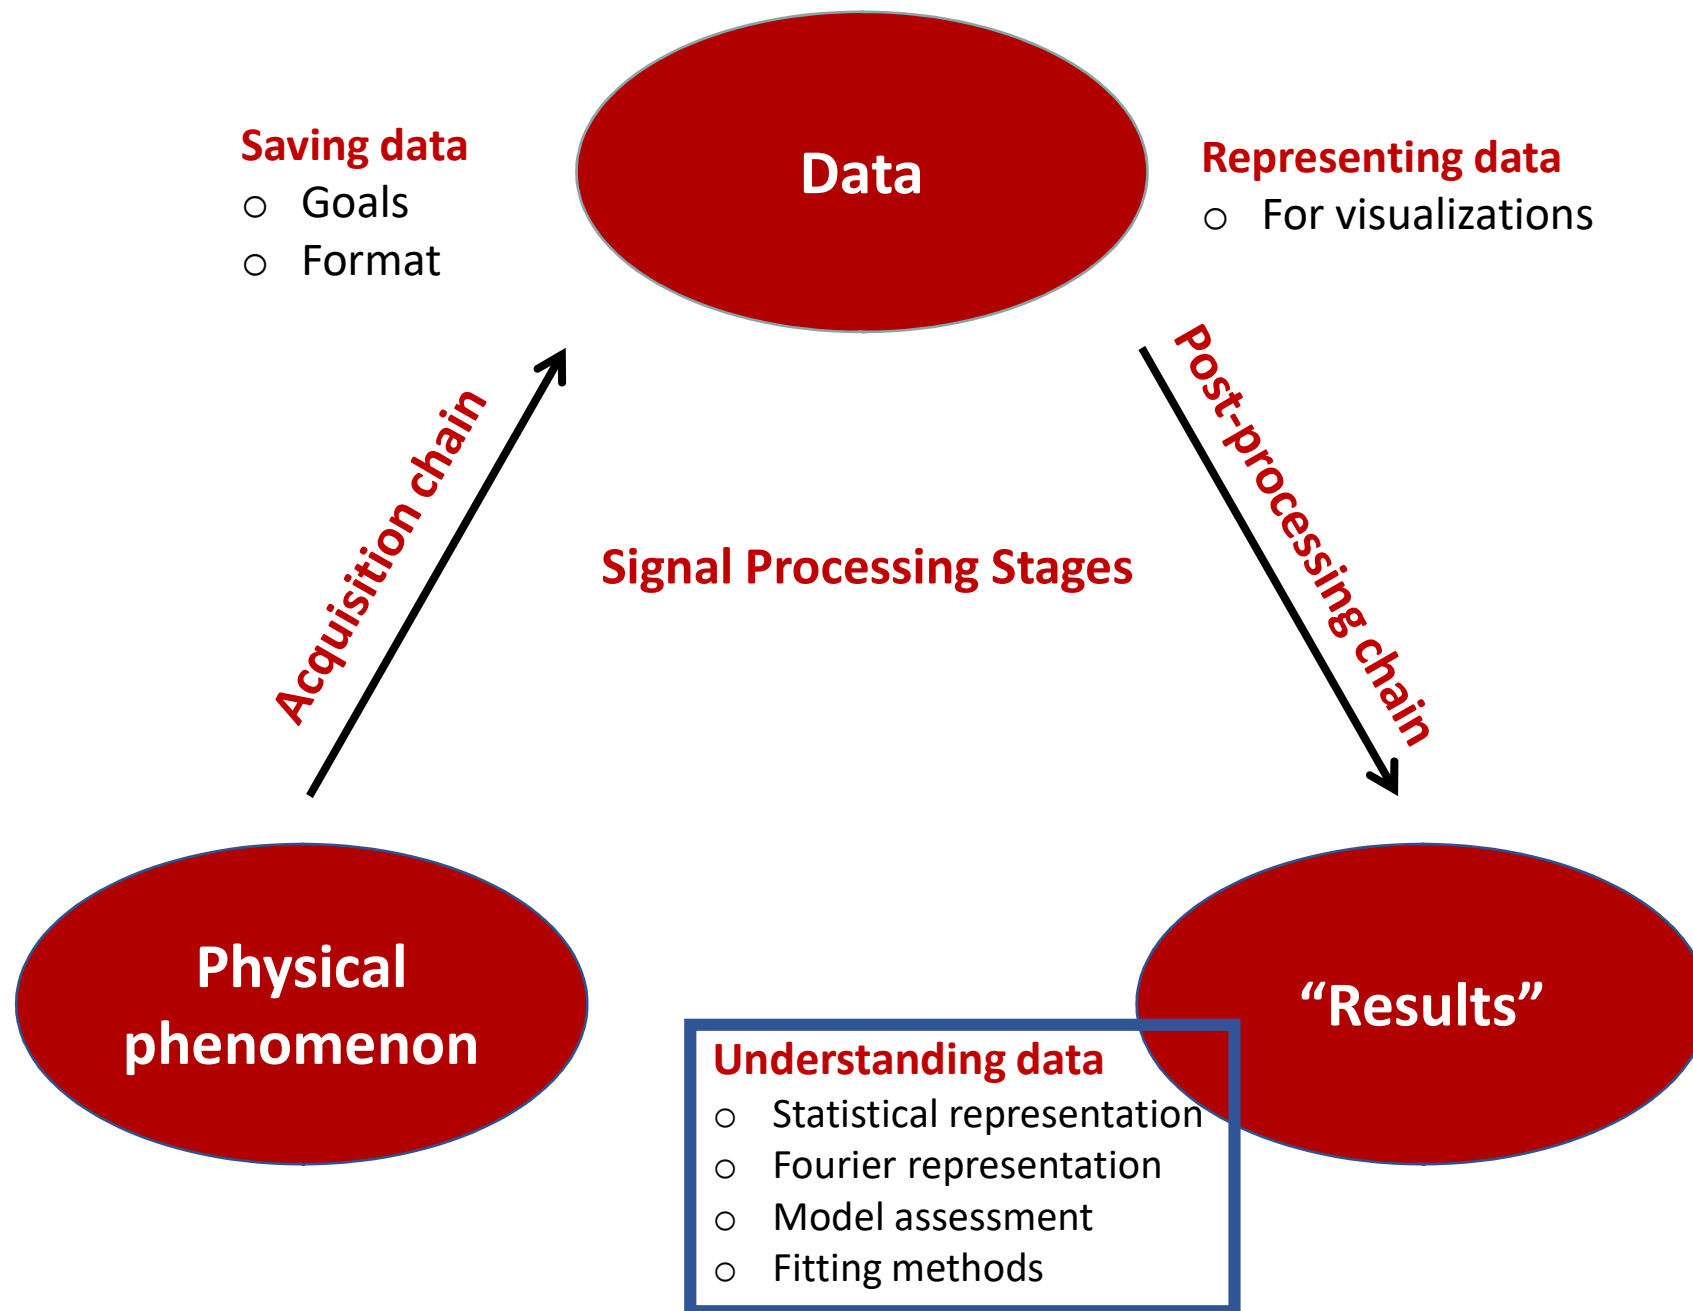 Data
Saving data
o Goals
o Format
Representing data
o For visualizations
Acquisition chain
Post-processing chain
Signal Processing Stages
Physical
phenomenon
“Results”
Understanding data
o Statistical representation
o Fourier representation
o Model assessment
o Fitting methods